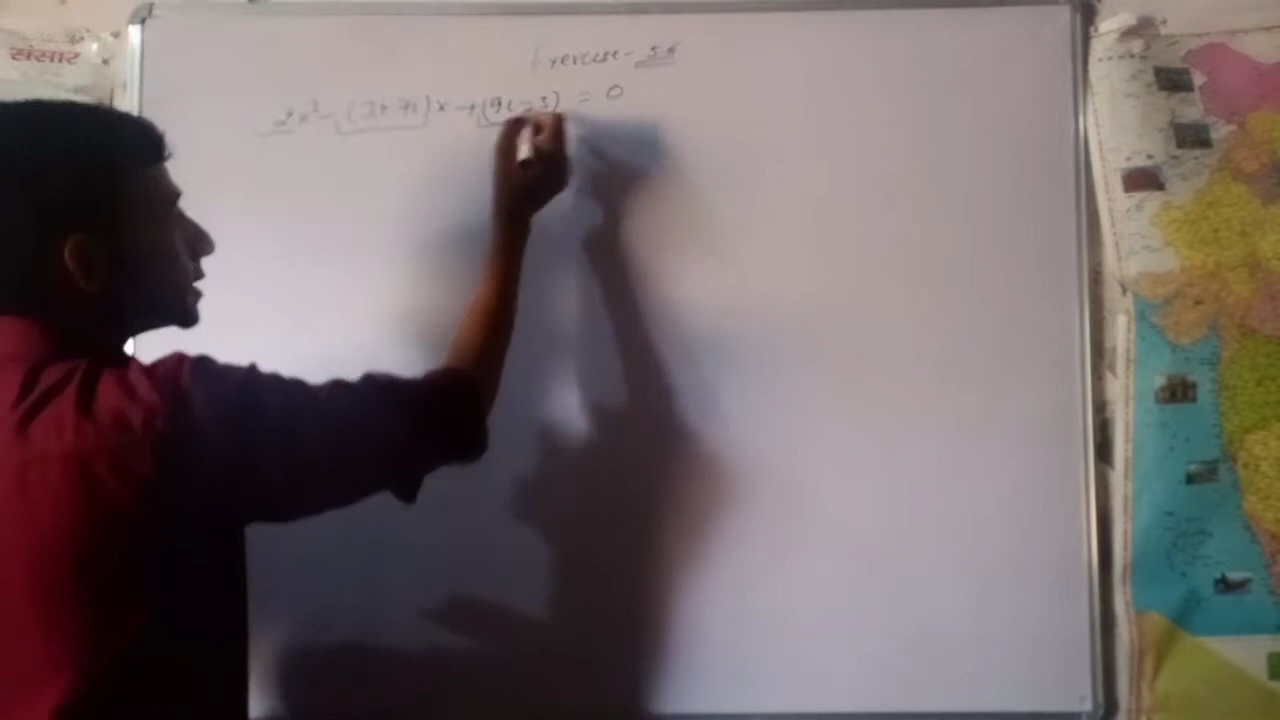 संसार
Exercise - 5.6
2x² - (3+7i)x + (9i-3) = 0